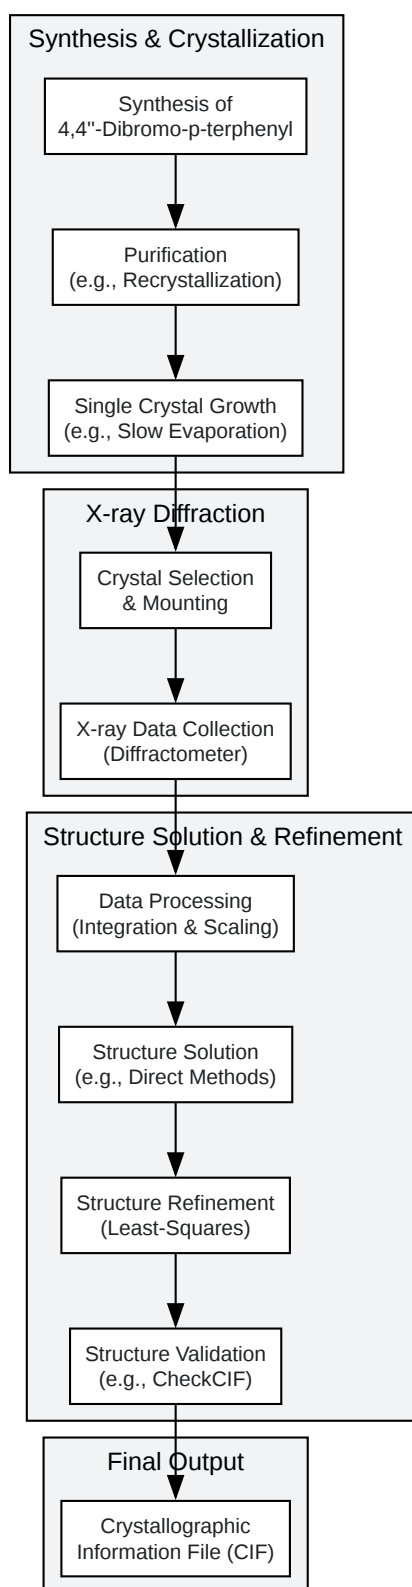 Synthesis & Crystallization
Synthesis of
4,4"-Dibromo-p-terphenyl
Purification
(e.g., Recrystallization)
Single Crystal Growth
(e.g., Slow Evaporation)
X-ray Diffraction
Crystal Selection
& Mounting
X-ray Data Collection
(Diffractometer)
Structure Solution & Refinement
Data Processing
(Integration & Scaling)
Structure Solution
(e.g., Direct Methods)
Structure Refinement
(Least-Squares)
Structure Validation
(e.g., CheckCIF)
Final Output
Crystallographic
Information File (CIF)